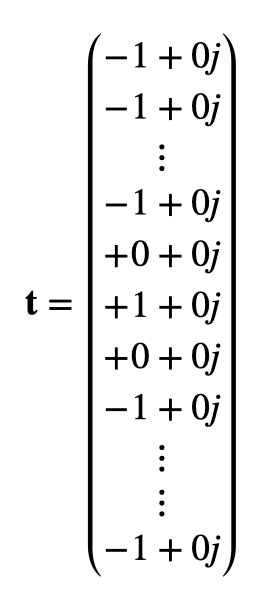 −1 + 0j
−1 + 0j
⋮
−1 + 0j
+0 + 0j
t = +1 + 0j
+0 + 0j
−1 + 0j
⋮
⋮
−1 + 0j